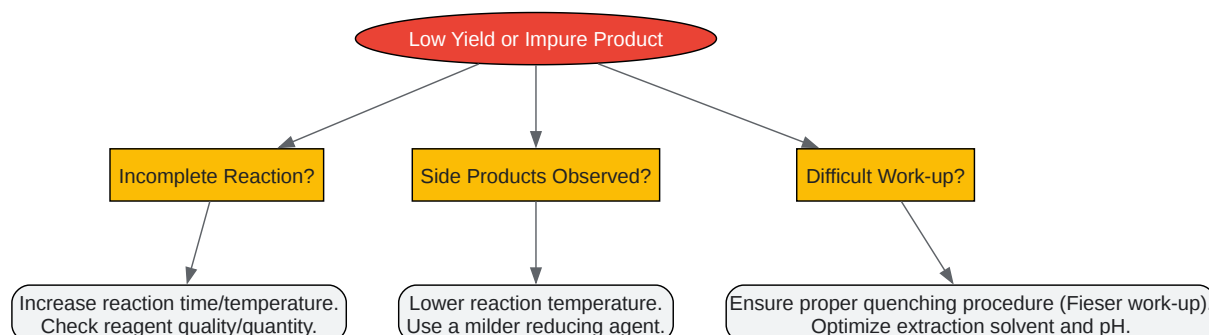 Low Yield or Impure Product
Incomplete Reaction?
Side Products Observed?
Difficult Work-up?
Increase reaction time/temperature.
Check reagent quality/quantity.
Lower reaction temperature.
Use a milder reducing agent.
Ensure proper quenching procedure (Fieser work-up).
Optimize extraction solvent and pH.